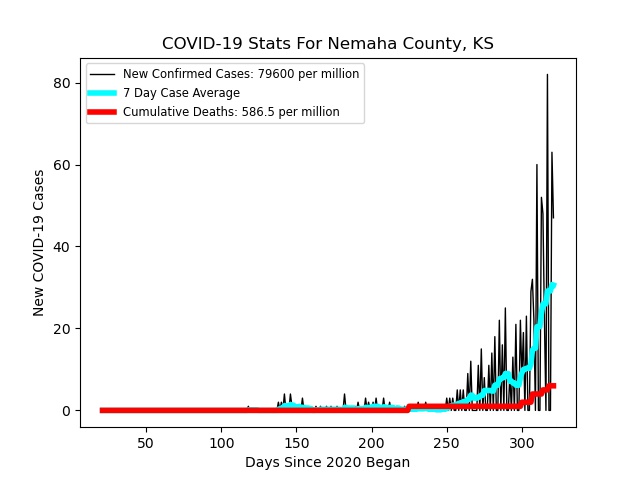 COVID-19 Stats For Nemaha County, KS
New Confirmed Cases: 79600 per million
7 Day Case Average
Cumulative Deaths: 586.5 per million
80
60
40
20
0
New COVID-19 Cases
50 100 150 200 250 300
Days Since 2020 Began